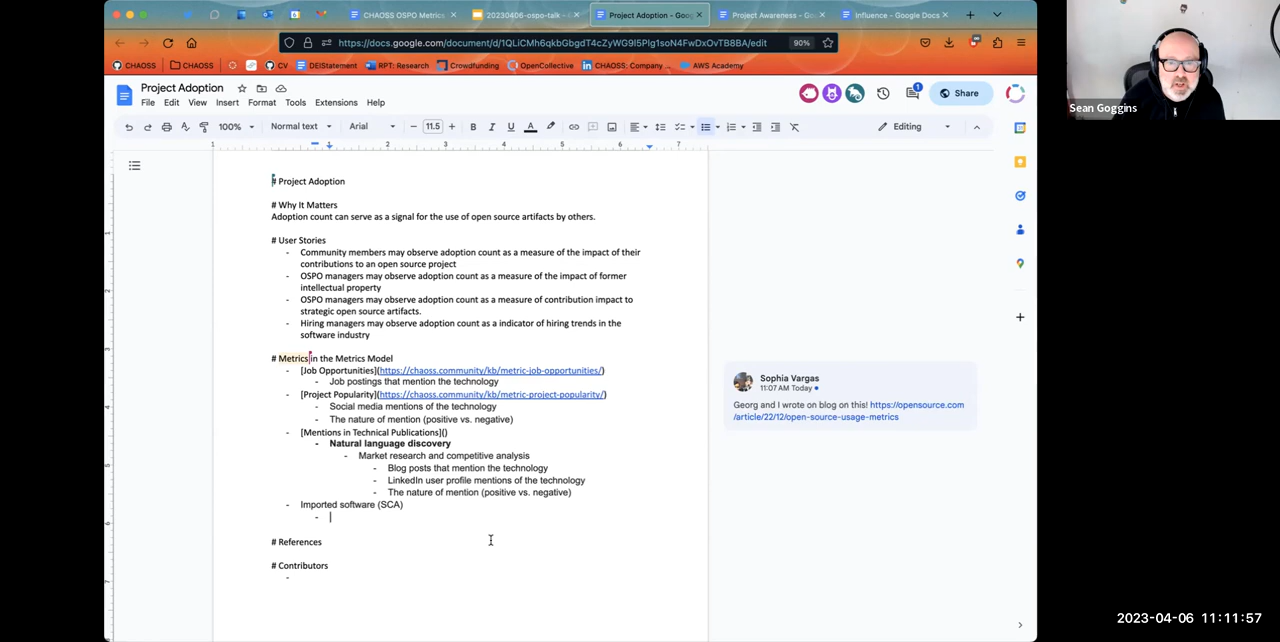 CHAOSS OSPO Metrics
20230406-ospo-talk -
Project Adoption - Goo
Project Awareness - Go
Influence - Google Docs
https://docs.google.com/document/d/1QLiCMh6qkbGbgdT4cZyWG9I5PIg1soN4FwDxOvTB8BA/edit
90%
CHAOSS
CHAOSS
CV
DEIStatement
RPT: Research
Crowdfunding
OpenCollective
CHAOSS: Company ...
AWS Academy
Project Adoption
File Edit View Insert Format Tools Extensions Help
1
Share
100%
Normal text
Arial
11.5
Editing
1 1 2 3 4 5 6 7
# Project Adoption
# Why It Matters
Adoption count can serve as a signal for the use of open source artifacts by others.
# User Stories
- Community members may observe adoption count as a measure of the impact of their
contributions to an open source project
- OSPO managers may observe adoption count as a measure of the impact of former
intellectual property
- OSPO managers may observe adoption count as a measure of contribution impact to
strategic open source artifacts.
- Hiring managers may observe adoption count as a indicator of hiring trends in the
software industry
# Metrics in the Metrics Model
- [Job Opportunities](https://chaoss.community/kb/metric-job-opportunities/)
- Job postings that mention the technology
- [Project Popularity](https://chaoss.community/kb/metric-project-popularity/)
- Social media mentions of the technology
- The nature of mention (positive vs. negative)
- [Mentions in Technical Publications]()
- Natural language discovery
- Market research and competitive analysis
- Blog posts that mention the technology
- LinkedIn user profile mentions of the technology
- The nature of mention (positive vs. negative)
- Imported software (SCA)
-
# References
# Contributors
-
Sophia Vargas
11:07 AM Today
Georg and I wrote on blog on this! https://opensource.com
/article/22/12/open-source-usage-metrics
Sean Goggins
2023-04-06 11:11:57